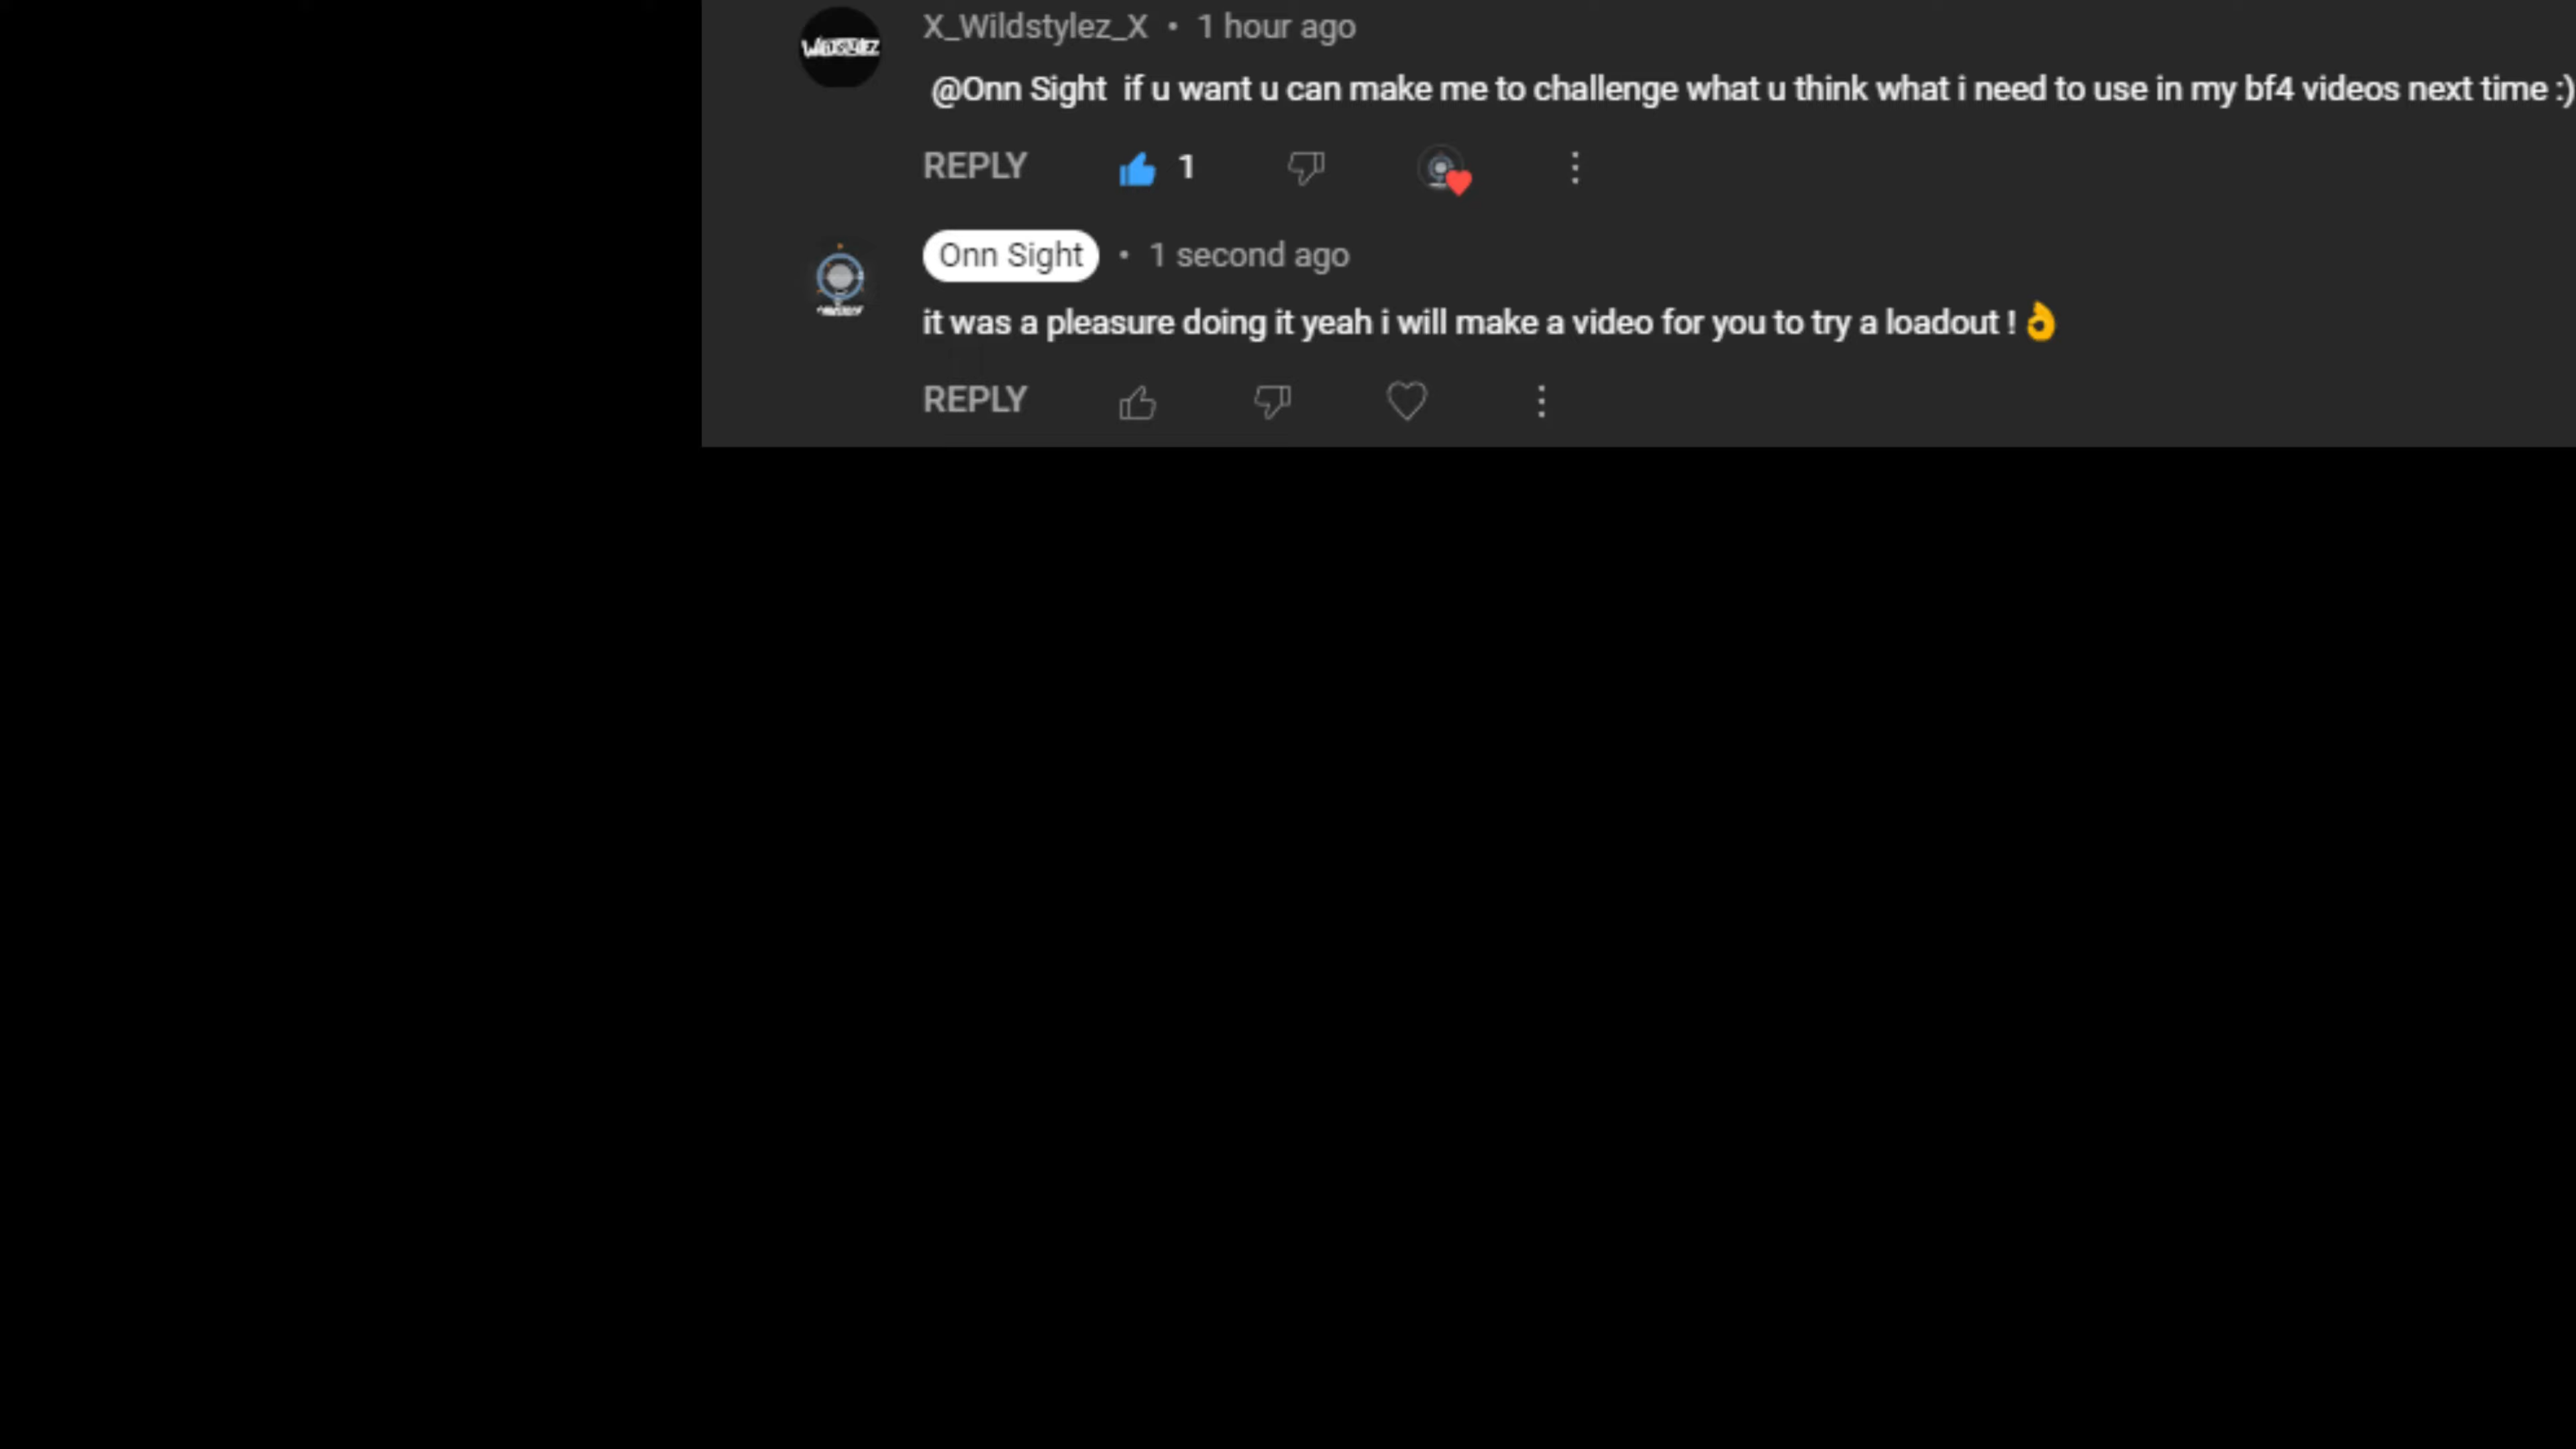 WILDSTYLEZ
X_Wildstylez_X • 1 hour ago
@Onn Sight if u want u can make me to challenge what u think what i need to use in my bf4 videos next time :)
REPLY 1
Onn Sight • 1 second ago
it was a pleasure doing it yeah i will make a video for you to try a loadout ! 👌
REPLY